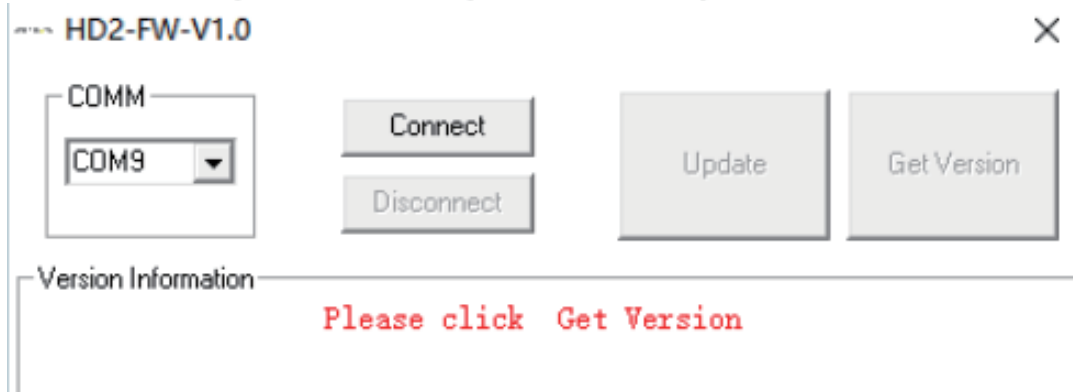 HD2-FW-V1.0
COMM
COM9
Connect
Disconnect
Update
Get Version
Version Information
Please click Get Version